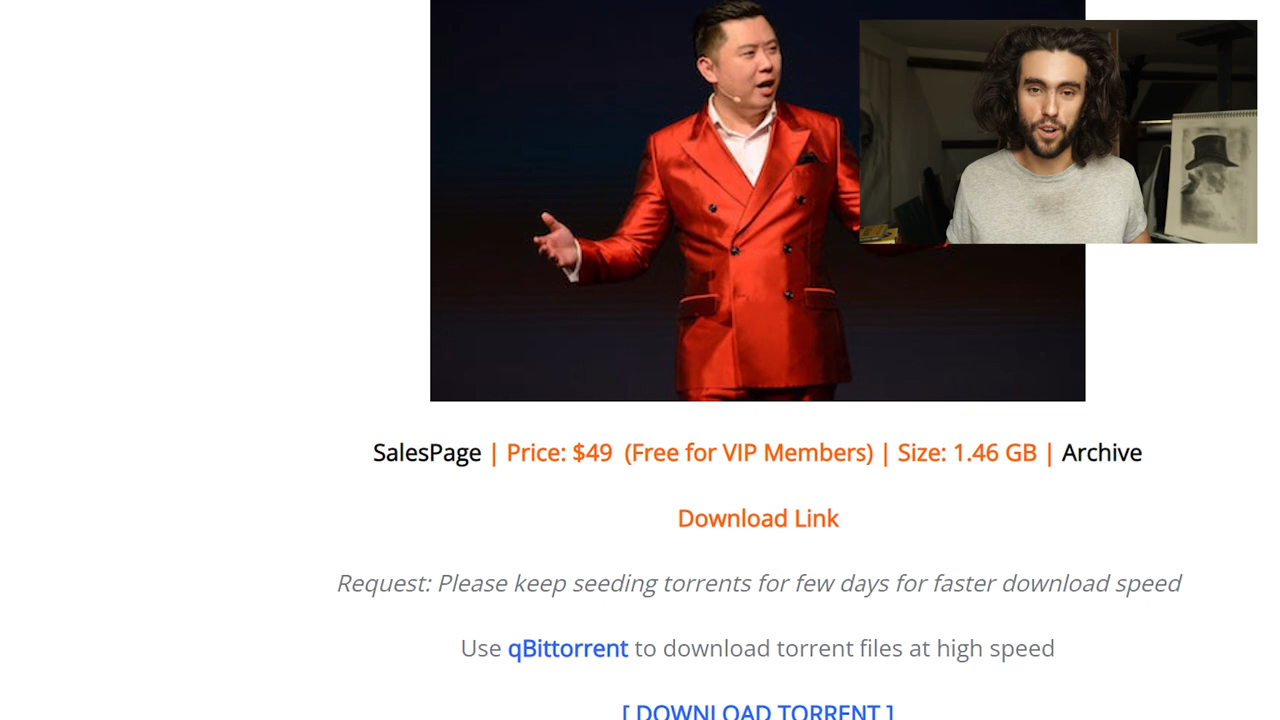 SalesPage | Price: $49 (Free for VIP Members) | Size: 1.46 GB | Archive
Download Link
Request: Please keep seeding torrents for few days for faster download speed
Use qBittorrent to download torrent files at high speed
[ DOWNLOAD TORRENT ]